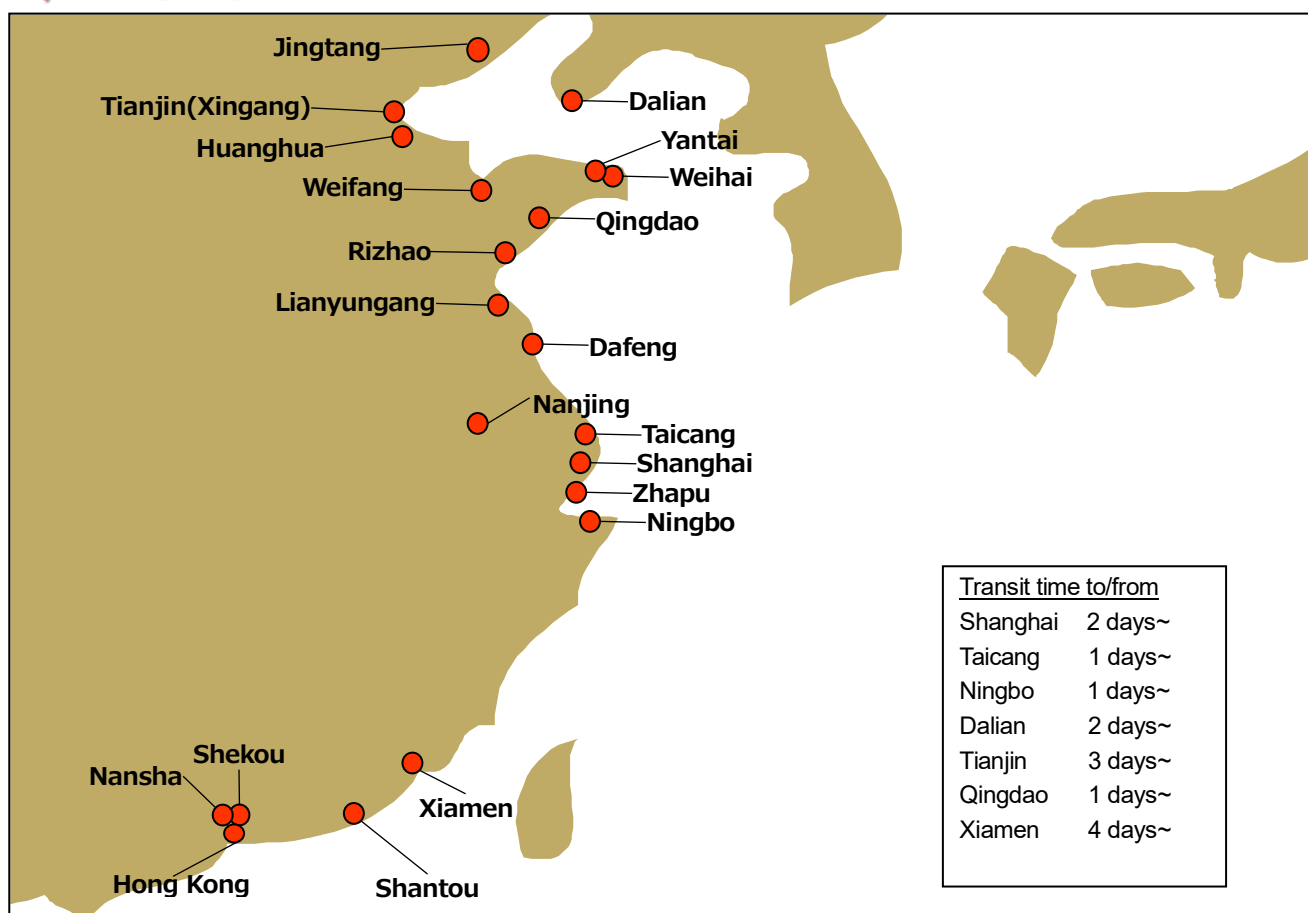 Jingtang
Dalian
Tianjin(Xingang)
Yantai
Huanghua
Weihai
Weifang
Qingdao
Rizhao
Lianyungang
Dafeng
Nanjing
Taicang
Shanghai
Zhapu
Ningbo
Transit time to/from
Shanghai 2 days~
Taicang 1 days~
Ningbo 1 days~
Dalian 2 days~
Tianjin 3 days~
Qingdao 1 days~
Xiamen 4 days~
Shekou
Nansha
Xiamen
Hong Kong
Shantou